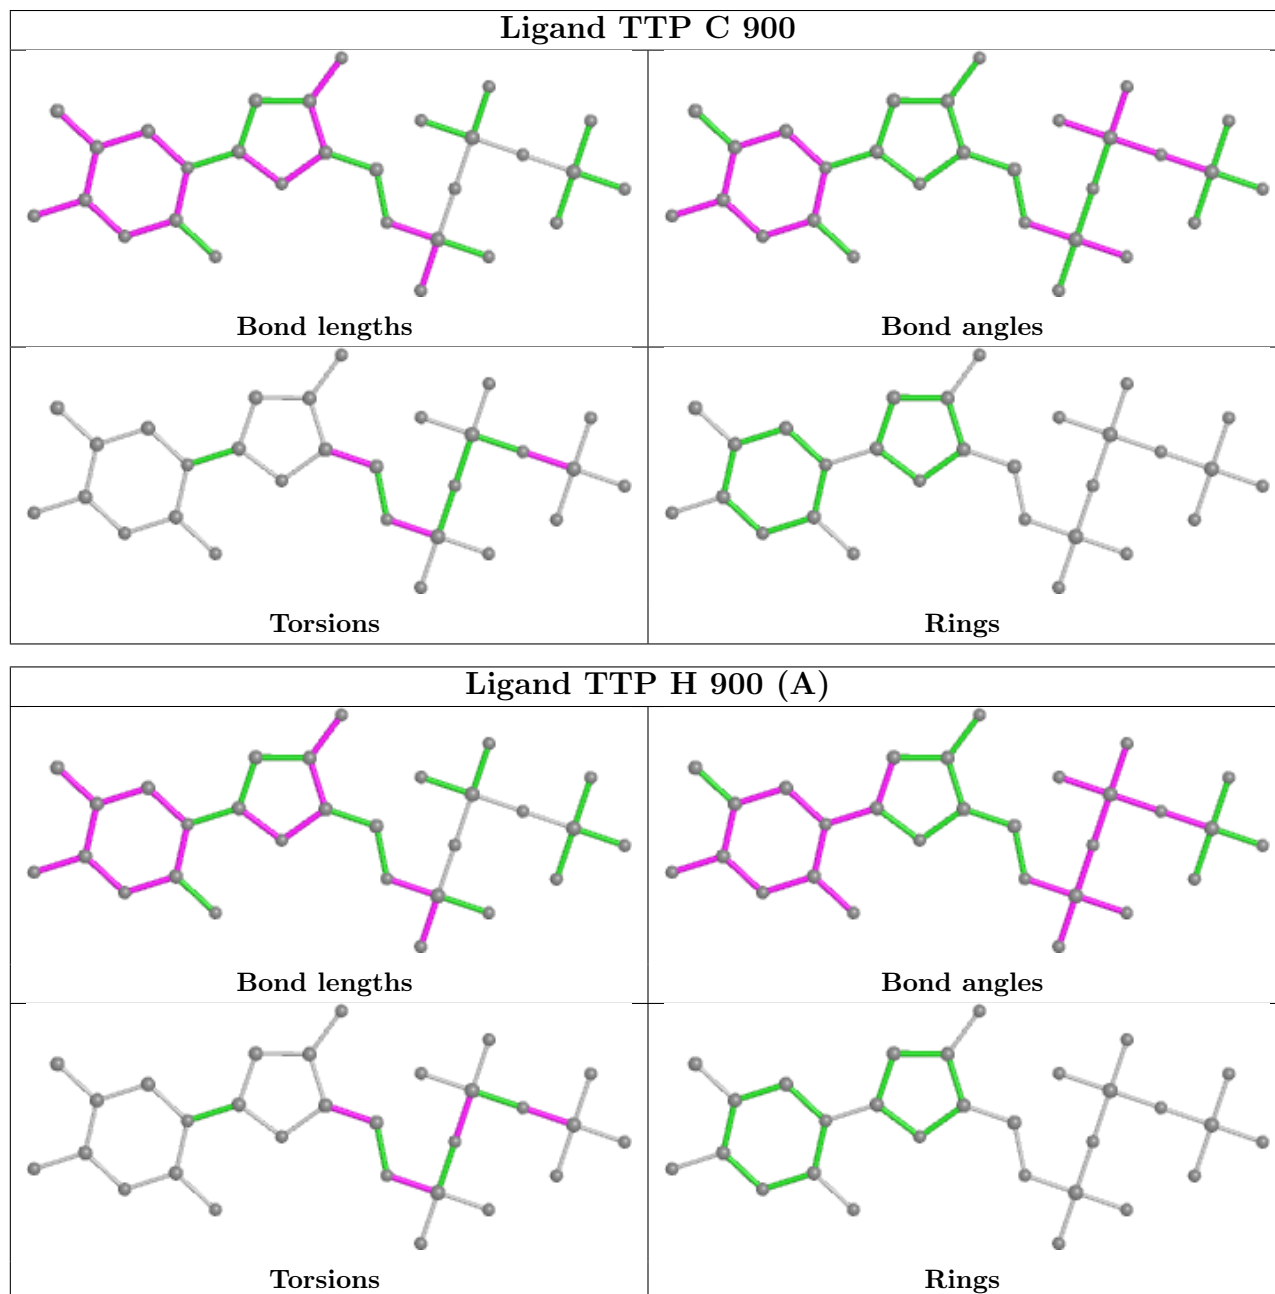 Ligand TTP C 900
Bond lengths
Bond angles
Torsions
Rings
Ligand TTP H 900 (A)
Bond lengths
Bond angles
Torsions
Rings